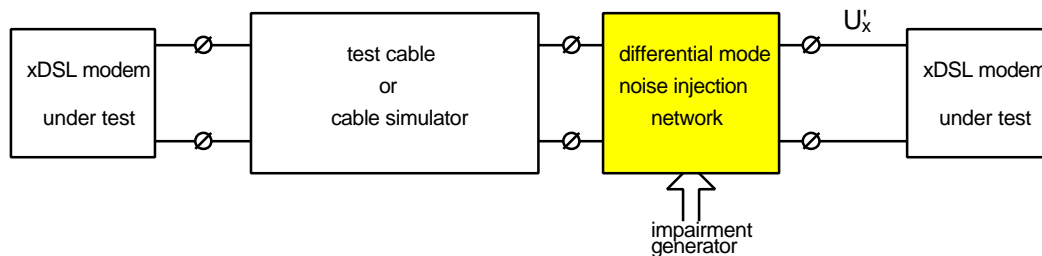 U'x
xDSL modem
under test
test cable
or
cable simulator
differential mode
noise injection
network
xDSL modem
under test
impairment
generator